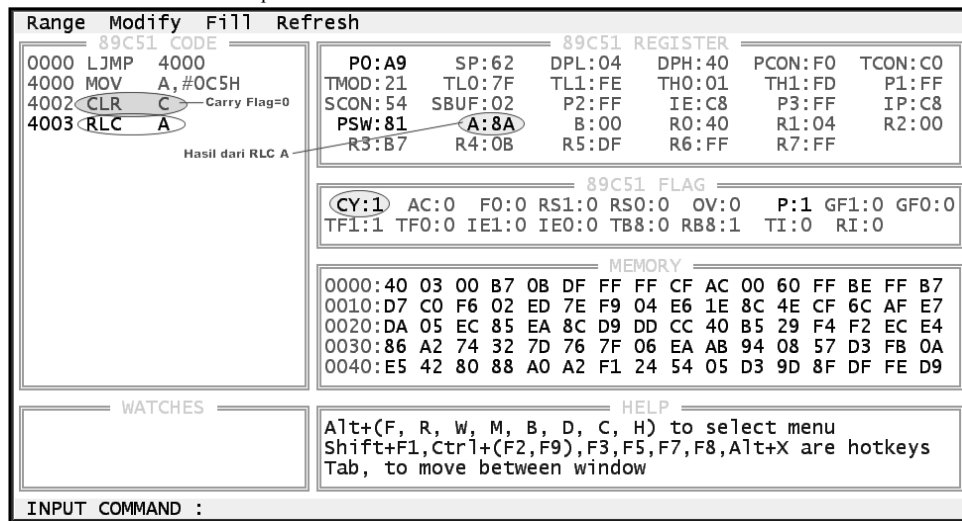 Range Modify Fill Refresh
89C51 CODE
0000 LJMP 4000
4000 MOV A,#0C5H
4002 CLR C Carry Flag=0
4003 RLC A
Hasil dari RLC A
89C51 REGISTER
P0:A9 SP:62 DPL:04 DPH:40 PCON:F0 TCON:C0
TMOD:21 TL0:7F TL1:FE TH0:01 TH1:FD P1:FF
SCON:54 SBUF:02 P2:FF IE:C8 P3:FF IP:C8
PSW:81 A:8A B:00 R0:40 R1:04 R2:00
R3:B7 R4:0B R5:DF R6:FF R7:FF
89C51 FLAG
CY:1 AC:0 F0:0 RS1:0 RS0:0 OV:0 P:1 GF1:0 GF0:0
TF1:1 TF0:0 IE1:0 IE0:0 TB8:0 RB8:1 TI:0 RI:0
MEMORY
0000:40 03 00 B7 0B DF FF FF CF AC 00 60 FF BE FF B7
0010:D7 C0 F6 02 ED 7E F9 04 E6 1E 8C 4E CF 6C AF E7
0020:DA 05 EC 85 EA 8C D9 DD CC 40 B5 29 F4 F2 EC E4
0030:86 A2 74 32 7D 76 7F 06 EA AB 94 08 57 D3 FB 0A
0040:E5 42 80 88 A0 A2 F1 24 54 05 D3 9D 8F DF FE D9
WATCHES
HELP
Alt+(F, R, W, M, B, D, C, H) to select menu
Shift+F1,Ctrl+(F2,F9),F3,F5,F7,F8,Alt+X are hotkeys
Tab, to move between window
INPUT COMMAND :